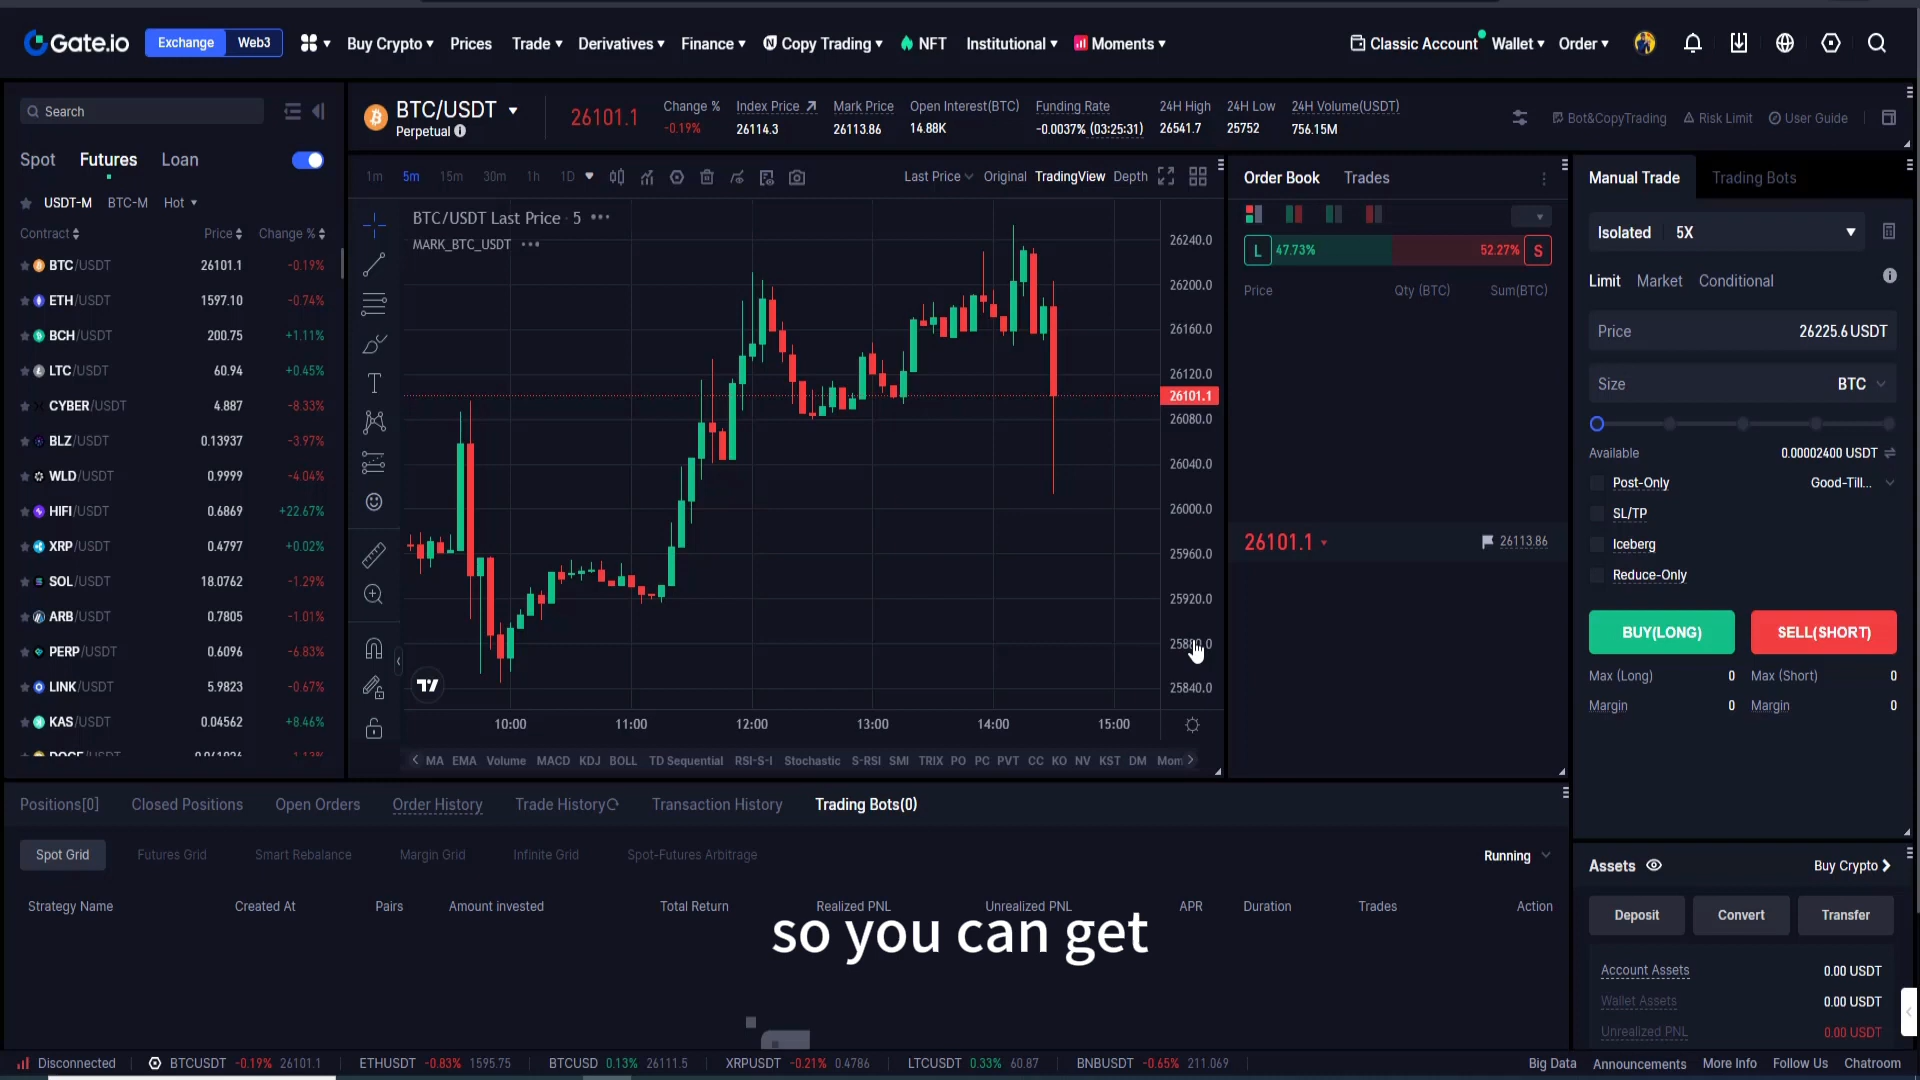 Gate.io Exchange Web3 Buy Crypto Prices Trade Derivatives Finance Copy Trading NFT Institutional Moments Classic Account Wallet Order
Search
Spot Futures Loan
USDT-M BTC-M Hot
Contract Price Change %
BTC/USDT 26101.1 -0.19%
ETH/USDT 1597.10 -0.74%
BCH/USDT 200.75 +1.11%
LTC/USDT 60.94 +0.45%
CYBER/USDT 4.887 -8.33%
BLZ/USDT 0.13937 -3.97%
WLD/USDT 0.9999 -4.04%
HIFI/USDT 0.6869 +22.67%
XRP/USDT 0.4797 +0.02%
SOL/USDT 18.0762 -1.29%
ARB/USDT 0.7805 -1.01%
PERP/USDT 0.6096 -6.83%
LINK/USDT 5.9823 -0.67%
KAS/USDT 0.04562 +8.46%
BTC/USDT
Perpetual
26101.1
Change % Index Price Mark Price Open Interest(BTC) Funding Rate 24H High 24H Low 24H Volume(USDT)
-0.19% 26114.3 26113.86 14.88K -0.0037% (03:25:31) 26541.7 25752 756.15M
Bot&CopyTrading Risk Limit User Guide
1m 5m 15m 30m 1h 1D Last Price Original TradingView Depth
BTC/USDT Last Price · 5
MARK_BTC_USDT
26240.0
26200.0
26160.0
26120.0
26101.1
26080.0
26040.0
26000.0
25960.0
25920.0
25880.0
25840.0
10:00 11:00 12:00 13:00 14:00 15:00
MA EMA Volume MACD KDJ BOLL TD Sequential RSI-S-I Stochastic S-RSI SMI TRIX PO PC PVT CC KO NV KST DM Mom
Order Book Trades
L 47.73% 52.27% S
Price Qty (BTC) Sum(BTC)
26101.1 26113.86
Manual Trade Trading Bots
Isolated 5X
Limit Market Conditional
Price 26225.6 USDT
Size BTC
Available 0.00002400 USDT
Post-Only Good-Till...
SL/TP
Iceberg
Reduce-Only
BUY(LONG) SELL(SHORT)
Max (Long) 0 Max (Short) 0
Margin 0 Margin 0
Positions[0] Closed Positions Open Orders Order History Trade History Transaction History Trading Bots(0)
Spot Grid Futures Grid Smart Rebalance Margin Grid Infinite Grid Spot-Futures Arbitrage Running
Strategy Name Created At Pairs Amount invested Total Return Realized PNL Unrealized PNL APR Duration Trades Action
so you can get
Assets Buy Crypto
Deposit Convert Transfer
Account Assets 0.00 USDT
Wallet Assets 0.00 USDT
Unrealized PNL 0.00 USDT
Disconnected BTCUSDT -0.19% 26101.1 ETHUSDT -0.83% 1595.75 BTCUSD 0.13% 26111.5 XRPUSDT -0.21% 0.4786 LTCUSDT 0.33% 60.87 BNBUSDT -0.65% 211.069 Big Data Announcements More Info Follow Us Chatroom